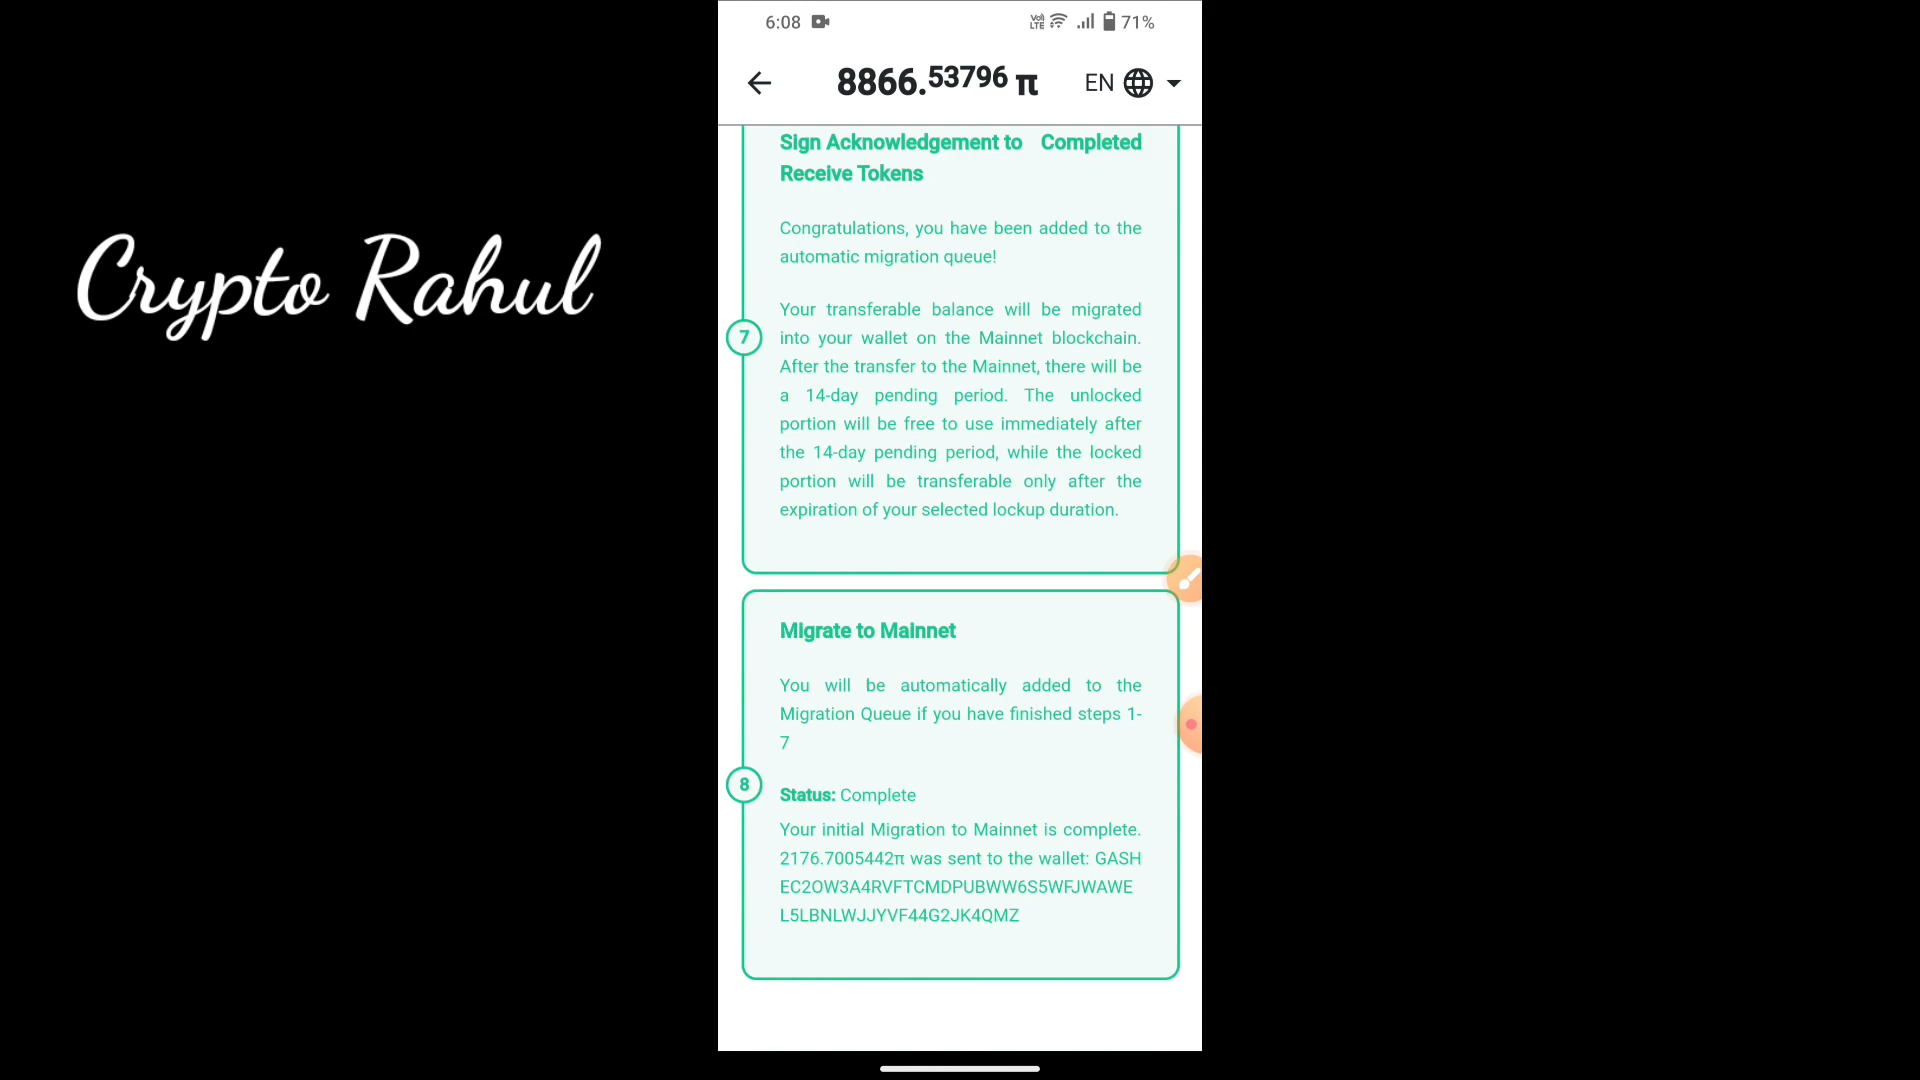 6:08 Vo) LTE 71%
8866.53796 π EN
Crypto Rahul
Sign Acknowledgement to Completed
Receive Tokens
Congratulations, you have been added to the
automatic migration queue!
Your transferable balance will be migrated
7 into your wallet on the Mainnet blockchain.
After the transfer to the Mainnet, there will be
a 14-day pending period. The unlocked
portion will be free to use immediately after
the 14-day pending period, while the locked
portion will be transferable only after the
expiration of your selected lockup duration.
Migrate to Mainnet
You will be automatically added to the
Migration Queue if you have finished steps 1-
7
8 Status: Complete
Your initial Migration to Mainnet is complete.
2176.7005442π was sent to the wallet: GASH
EC2OW3A4RVFTCMDPUBWW6S5WFJWAWE
L5LBNLWJJYVF44G2JK4QMZ